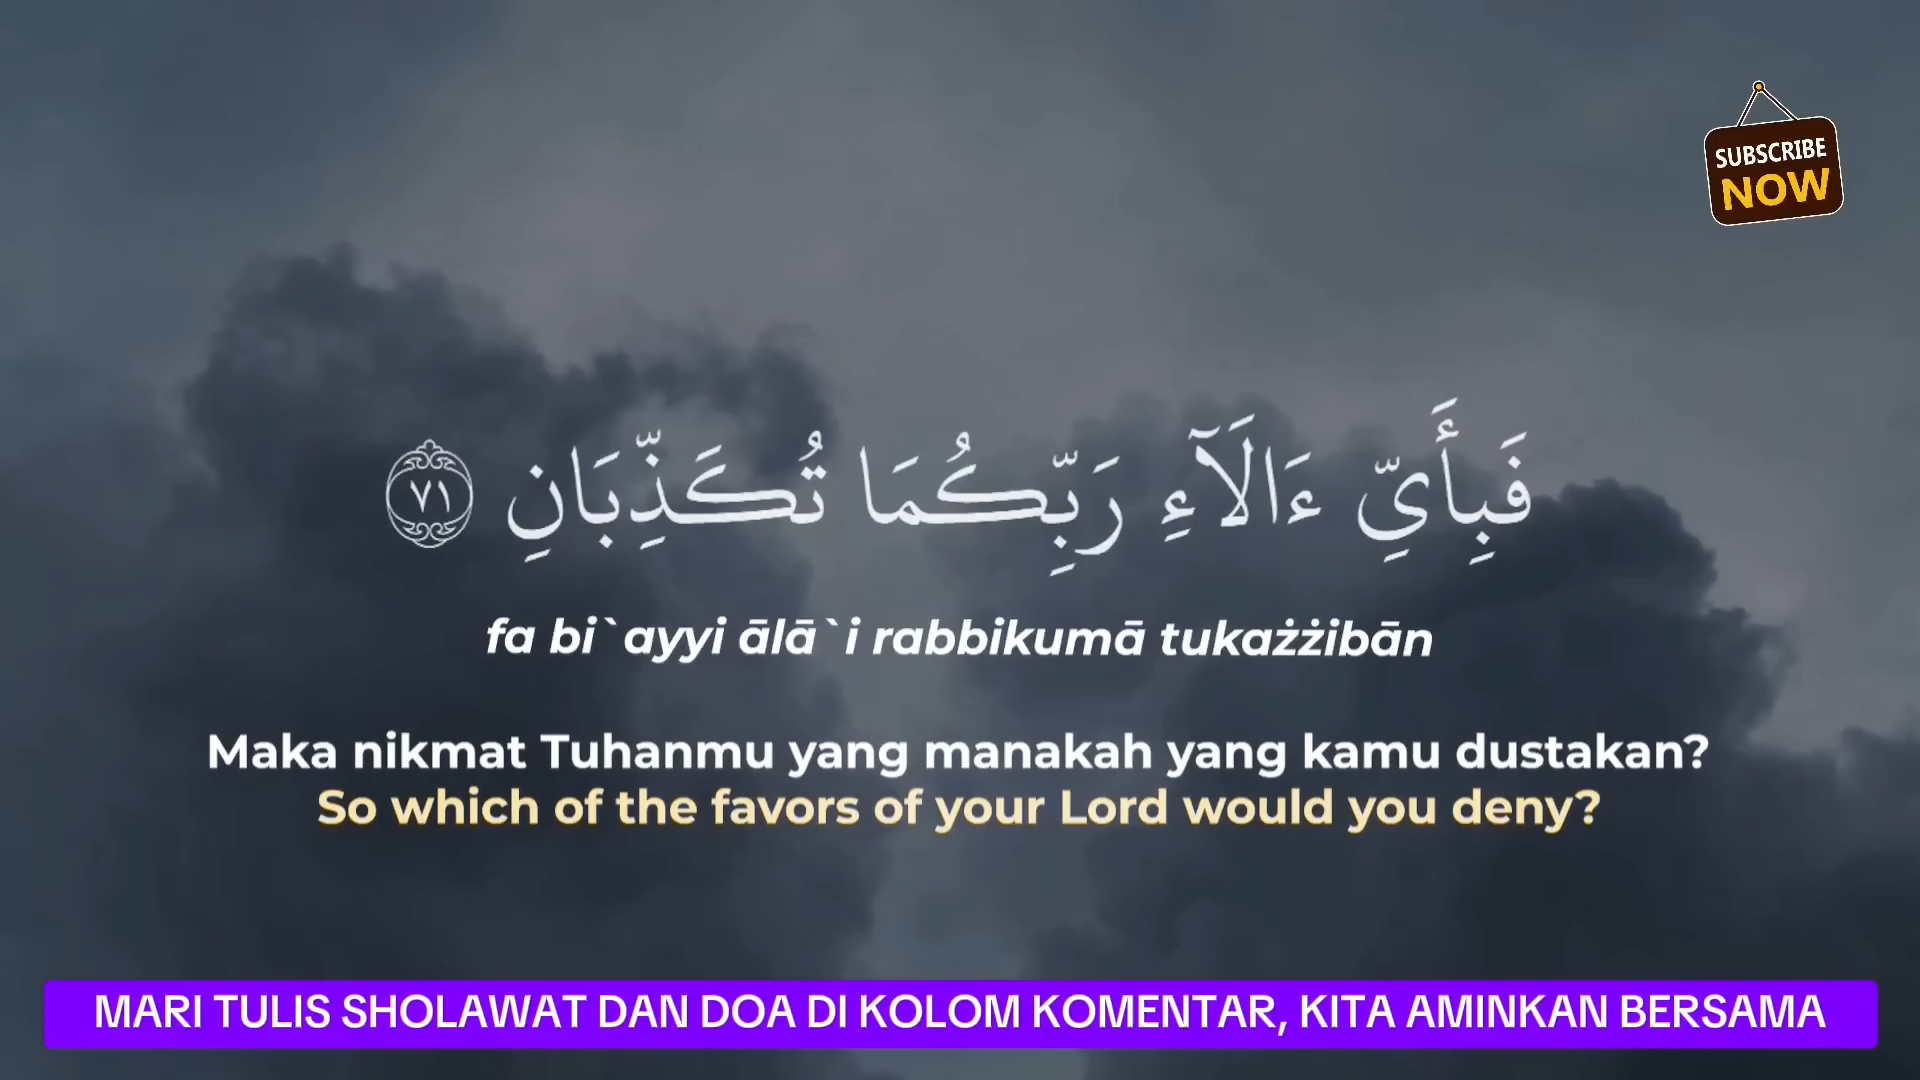 SUBSCRIBE
NOW
فَبِأَيِّ ءَالَآءِ رَبِّكُمَا تُكَذِّبَانِ ٧١
fa bi`ayyi ālā`i rabbikumā tukażżibān
Maka nikmat Tuhanmu yang manakah yang kamu dustakan?
So which of the favors of your Lord would you deny?
MARI TULIS SHOLAWAT DAN DOA DI KOLOM KOMENTAR, KITA AMINKAN BERSAMA